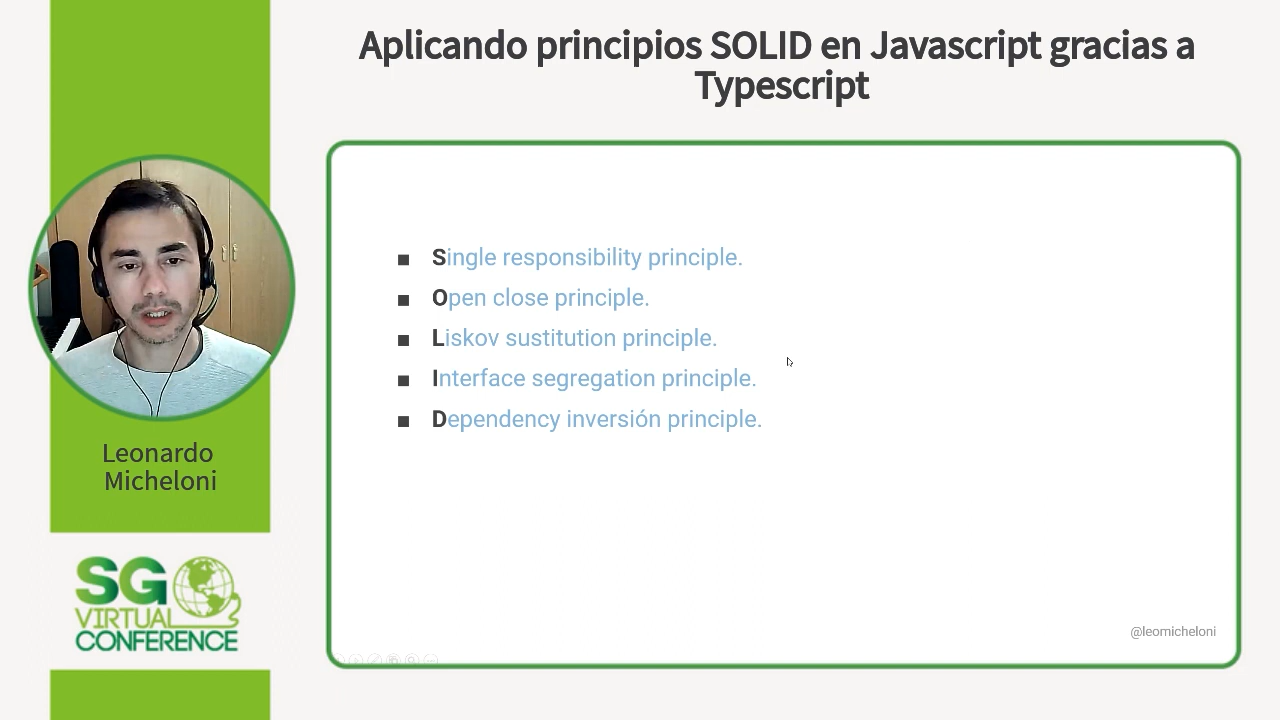 Aplicando principios SOLID en Javascript gracias a
Typescript
Single responsibility principle.
Open close principle.
Liskov sustitution principle.
Interface segregation principle.
Dependency inversión principle.
@leomicheloni
Leonardo
Micheloni
SG
VIRTUAL
CONFERENCE